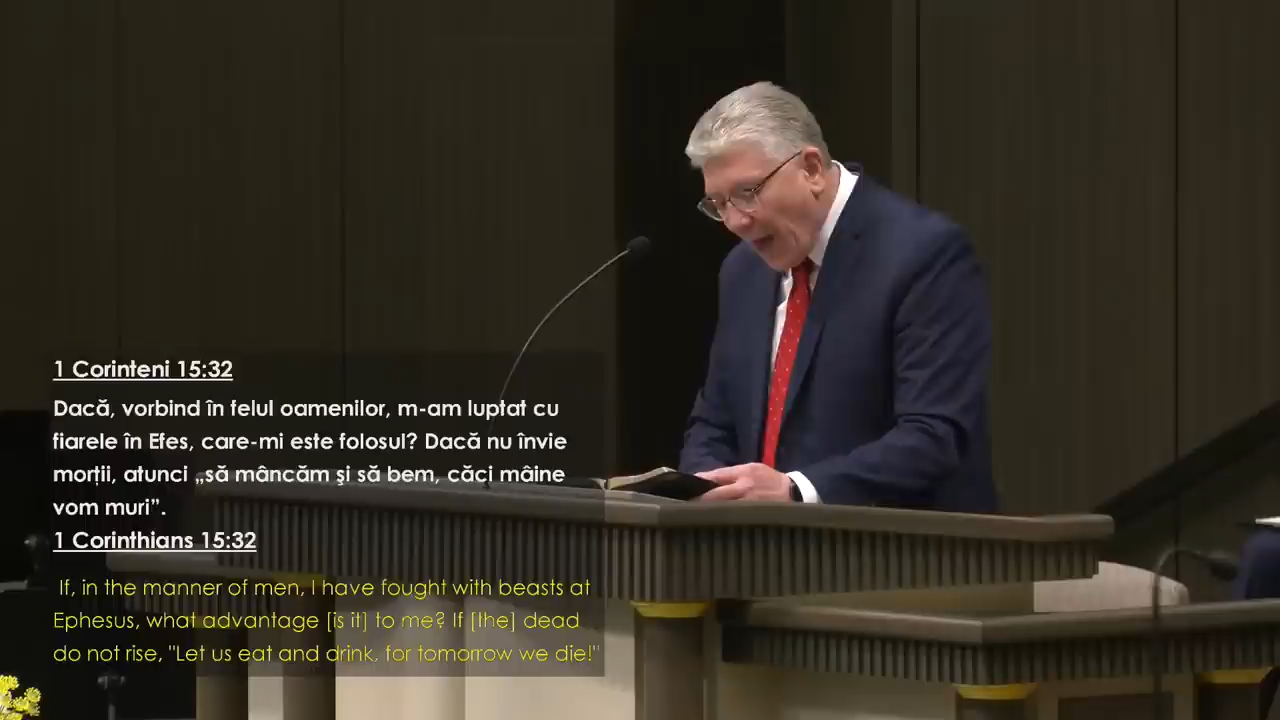 1 Corinteni 15:32
Dacă, vorbind în felul oamenilor, m-am luptat cu
fiarele în Efes, care-mi este folosul? Dacă nu învie
morții, atunci „să mâncăm şi să bem, căci mâine
vom muri”.
1 Corinthians 15:32
If, in the manner of men, I have fought with beasts at
Ephesus, what advantage [is it] to me? If [the] dead
do not rise, "Let us eat and drink, for tomorrow we die!"